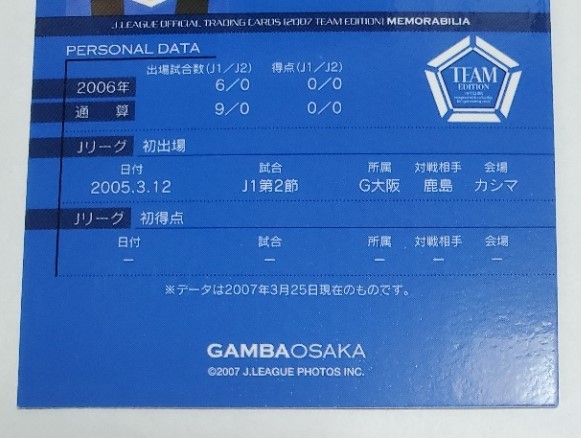 J.LEAGUE OFFICIAL TRADING CARDS [2007 TEAM EDITION] MEMORABILIA
PERSONAL DATA
出場試合数(J1/J2) 得点(J1/J2)
2006年 6/0 0/0
通 算 9/0 0/0
TEAM
EDITION
Jリーグ 初出場
日付 試合 所属 対戦相手 会場
2005.3.12 J1第2節 G大阪 鹿島 カシマ
Jリーグ 初得点
日付 試合 所属 対戦相手 会場
– – – – –
※データは2007年3月25日現在のものです。
GAMBAOSAKA
©2007 J.LEAGUE PHOTOS INC.